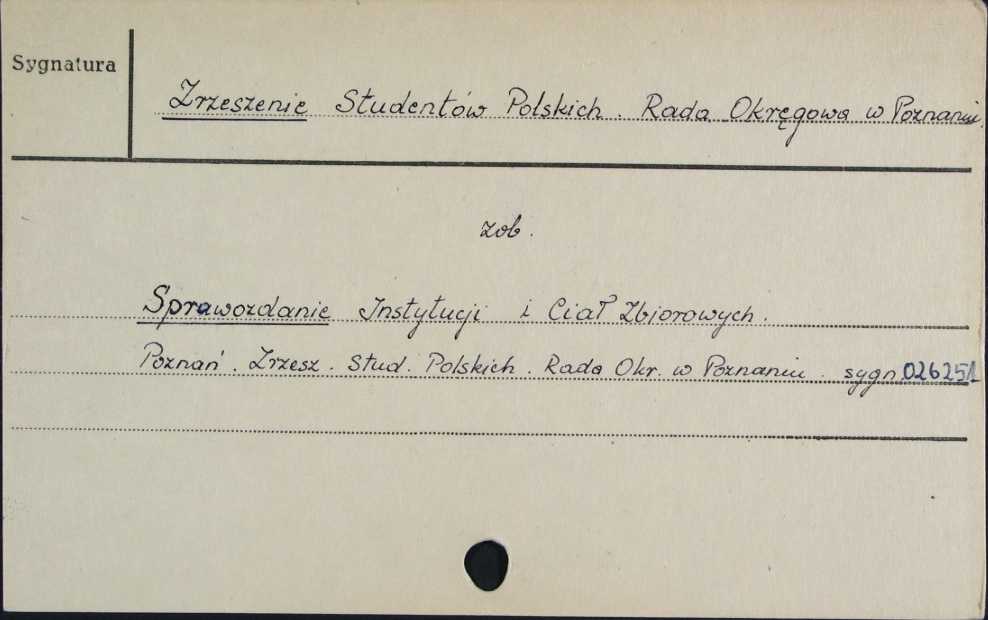 Sygnatura
Zrzeszenie Studentów Polskich. Rada Okręgowa w Poznaniu.
zob.
Sprawozdanie Instytucji i Ciał Zbiorowych.
Poznań. Zrzesz. Stud. Polskich. Rada Okr. w Poznaniu. sygn. 026251